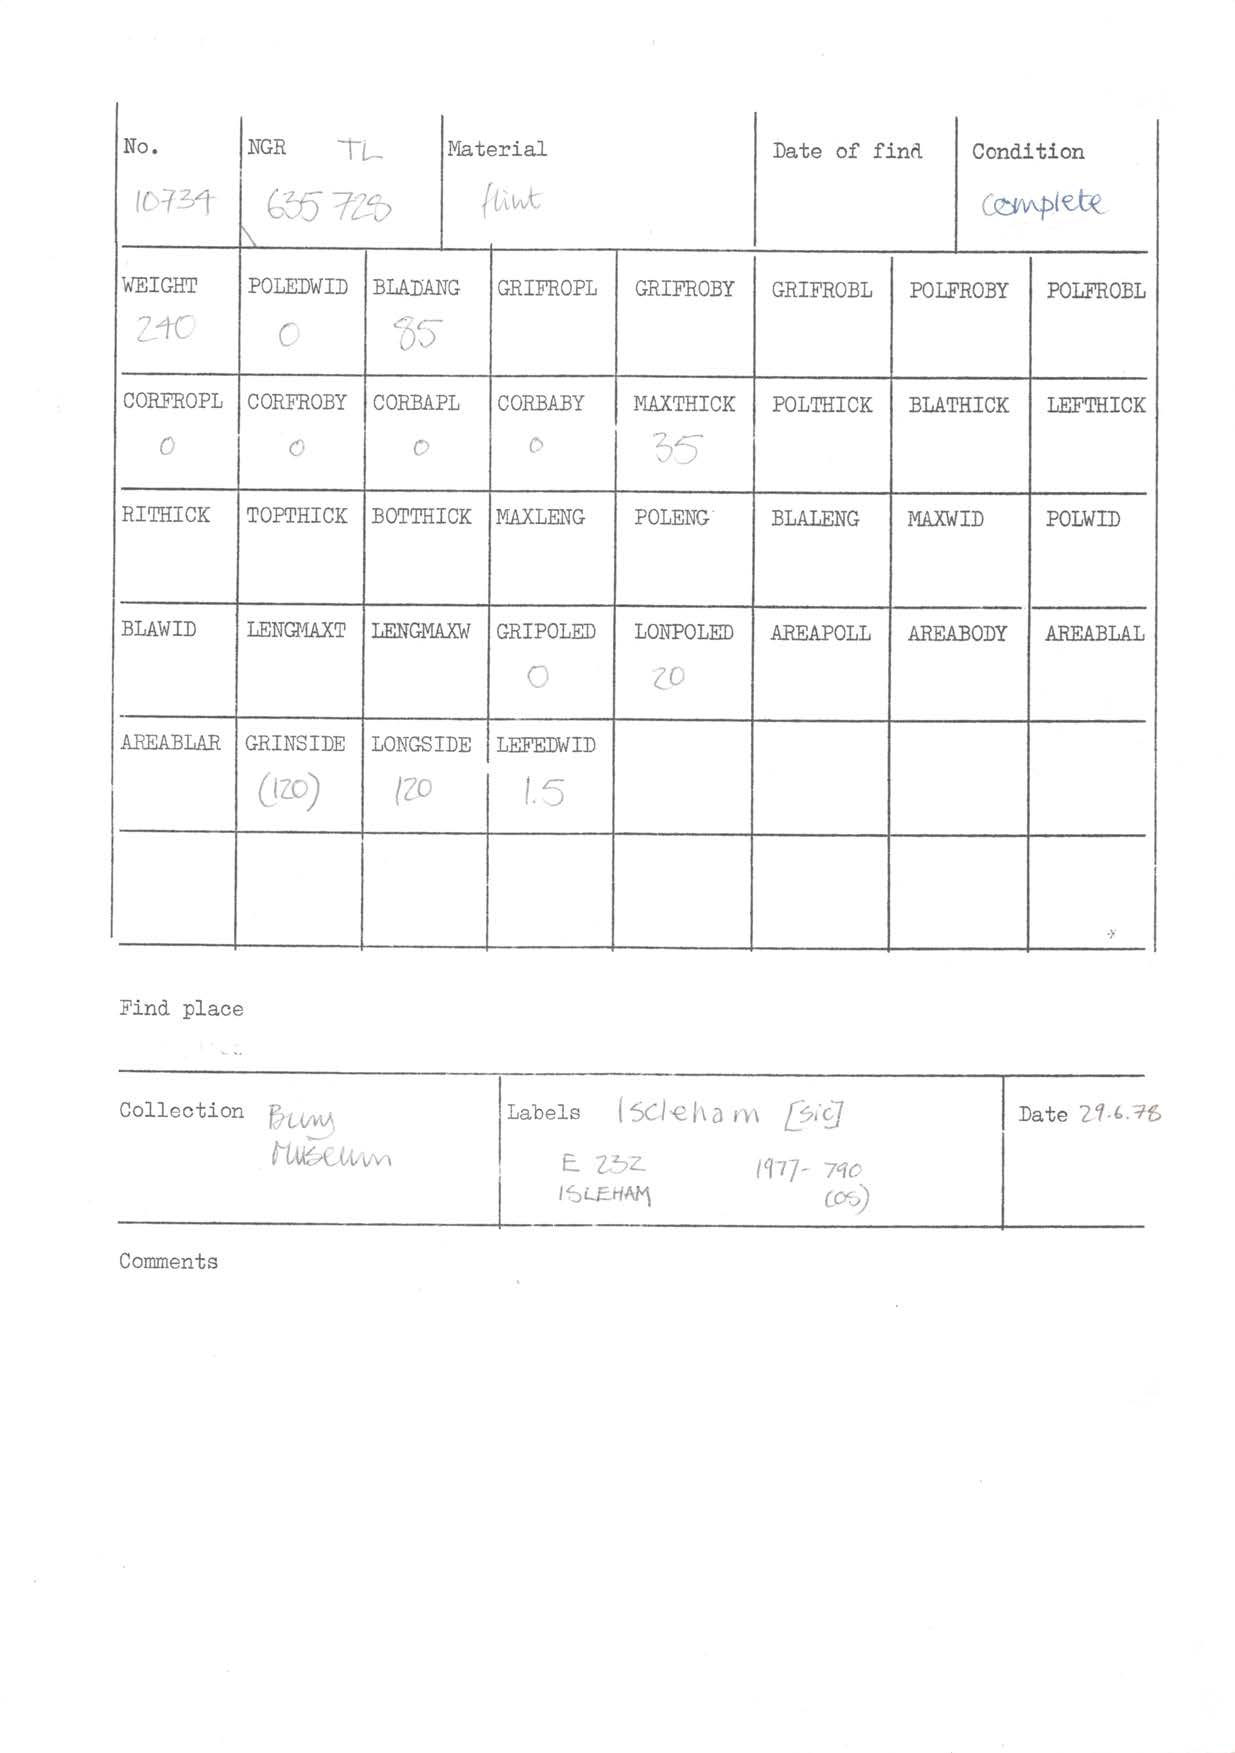 No. NGR TL Material Date of find Condition
10734 635 728 flint complete
WEIGHT POLEDWID BLADANG GRIFROPL GRIFROBY GRIFROBL POLFROBY POLFROBL
240 0 85
CORFROPL CORFROBY CORBAPL CORBABY MAXTHICK POLTHICK BLATHICK LEFTHICK
0 0 0 0 35
RITHICK TOPTHICK BOTTHICK MAXLENG POLENG BLALENG MAXWID POLWID
BLAWID LENGMAXT LENGMAXW GRIPOLED LONPOLED AREAPOLL AREABODY AREABLAL
0 20
AREABLAR GRINSIDE LONGSIDE LEFEDWID
(120) 120 1.5
Find place
Collection Bury Labels Iscleham [sic] Date 29.6.78
Museum E 232 1977-790
ISLEHAM (OS)
Comments